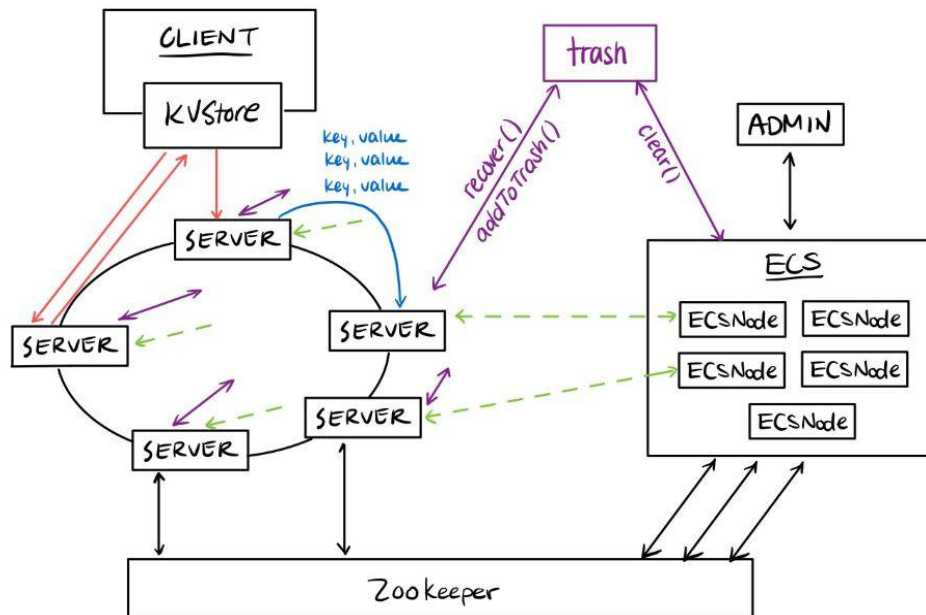 CLIENT
KVStore
trash
ADMIN
key, value
key, value
key, value
recover()
addToTrash()
clear()
SERVER
SERVER
SERVER
SERVER
SERVER
ECS
ECSNode
ECSNode
ECSNode
ECSNode
ECSNode
Zookeeper